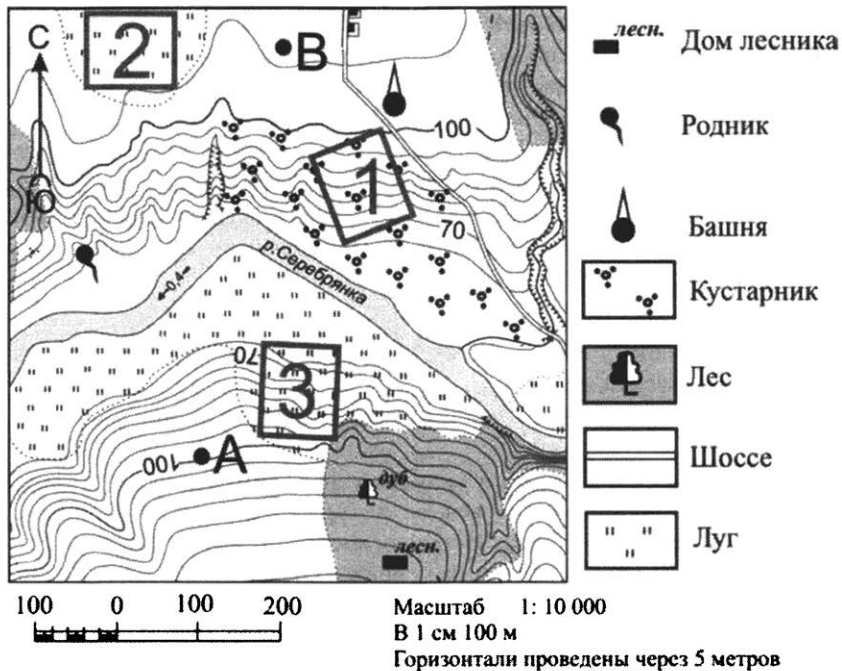 С
2
В
100
1
Ю
70
р.Серебрянка
0,4
70
3
100
А
дуб
лесн.
лесн.
Дом лесника
Родник
Башня
Кустарник
Лес
Шоссе
Луг
100 0 100 200
Масштаб 1: 10 000
В 1 см 100 м
Горизонтали проведены через 5 метров